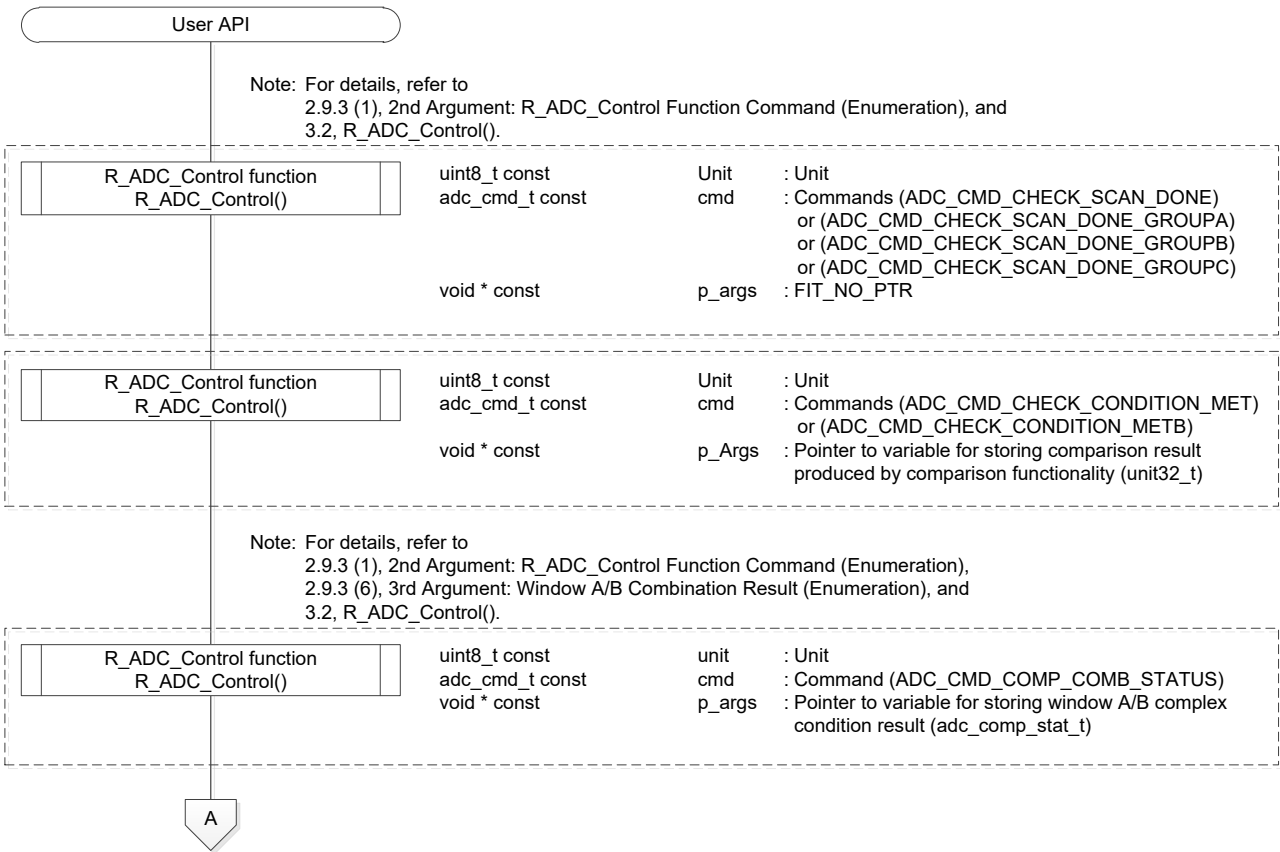 User API
Note: For details, refer to
2.9.3 (1), 2nd Argument: R_ADC_Control Function Command (Enumeration), and
3.2, R_ADC_Control().
R_ADC_Control function
R_ADC_Control()
uint8_t const Unit : Unit
adc_cmd_t const cmd : Commands (ADC_CMD_CHECK_SCAN_DONE)
or (ADC_CMD_CHECK_SCAN_DONE_GROUPA)
or (ADC_CMD_CHECK_SCAN_DONE_GROUPB)
or (ADC_CMD_CHECK_SCAN_DONE_GROUPC)
void * const p_args : FIT_NO_PTR
R_ADC_Control function
R_ADC_Control()
uint8_t const Unit : Unit
adc_cmd_t const cmd : Commands (ADC_CMD_CHECK_CONDITION_MET)
or (ADC_CMD_CHECK_CONDITION_METB)
void * const p_Args : Pointer to variable for storing comparison result
produced by comparison functionality (unit32_t)
Note: For details, refer to
2.9.3 (1), 2nd Argument: R_ADC_Control Function Command (Enumeration),
2.9.3 (6), 3rd Argument: Window A/B Combination Result (Enumeration), and
3.2, R_ADC_Control().
R_ADC_Control function
R_ADC_Control()
uint8_t const unit : Unit
adc_cmd_t const cmd : Command (ADC_CMD_COMP_COMB_STATUS)
void * const p_args : Pointer to variable for storing window A/B complex
condition result (adc_comp_stat_t)
A